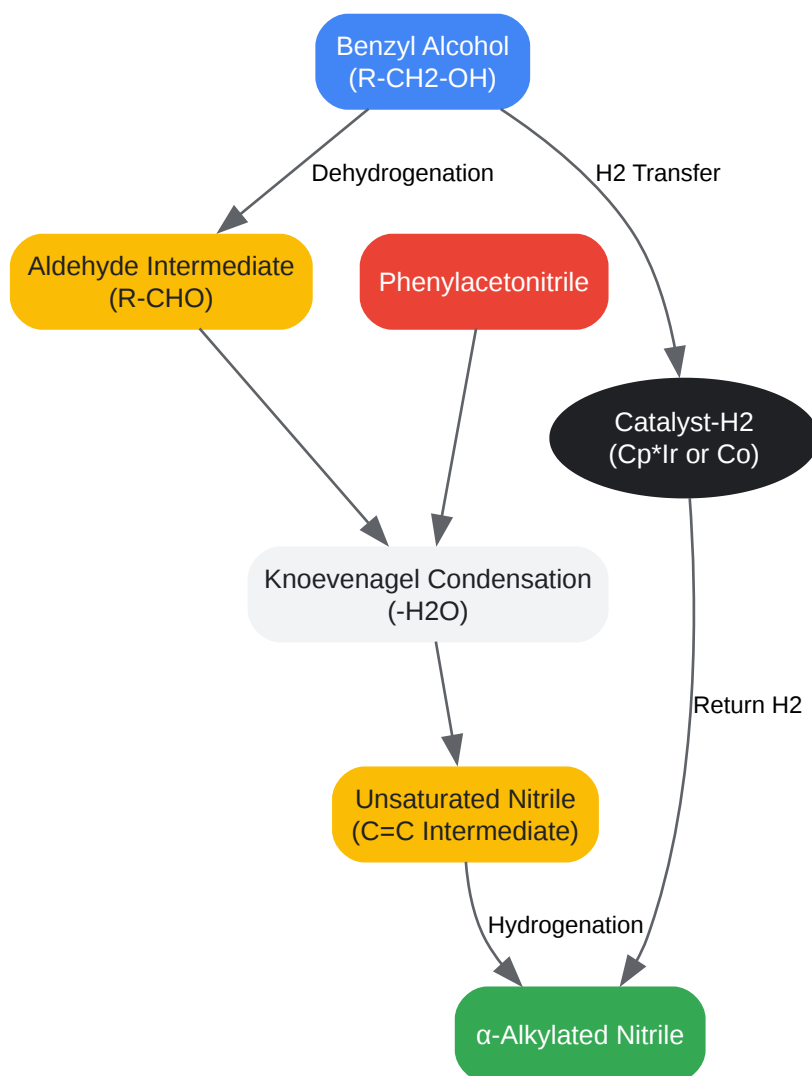 Benzyl Alcohol
(R-CH2-OH)
Dehydrogenation
H2 Transfer
Aldehyde Intermediate
(R-CHO)
Phenylacetonitrile
Catalyst-H2
(Cp*Ir or Co)
Knoevenagel Condensation
(-H2O)
Return H2
Unsaturated Nitrile
(C=C Intermediate)
Hydrogenation
α-Alkylated Nitrile